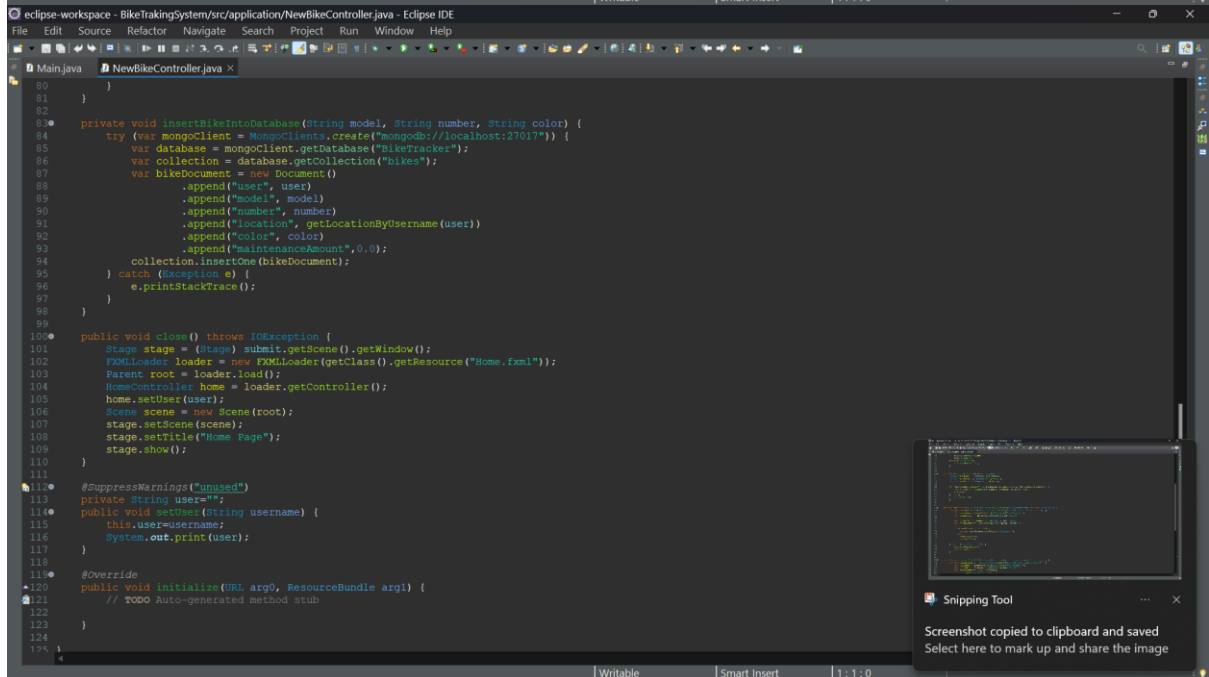 Writable Smart Insert 1 : 1 : 0
eclipse-workspace - BikeTrakingSystem/src/application/NewBikeController.java - Eclipse IDE
File Edit Source Refactor Navigate Search Project Run Window Help
Main.java NewBikeController.java
80 }
81 }
82
83 private void insertBikeIntoDatabase(String model, String number, String color) {
84 try (var mongoClient = MongoClients.create("mongodb://localhost:27017")) {
85 var database = mongoClient.getDatabase("BikeTracker");
86 var collection = database.getCollection("bikes");
87 var bikeDocument = new Document()
88 .append("user", user)
89 .append("model", model)
90 .append("number", number)
91 .append("location", getLocationByUsername(user))
92 .append("color", color)
93 .append("maintenanceAmount",0.0);
94 collection.insertOne(bikeDocument);
95 } catch (Exception e) {
96 e.printStackTrace();
97 }
98 }
99
100 public void close() throws IOException {
101 Stage stage = (Stage) submit.getScene().getWindow();
102 FXMLLoader loader = new FXMLLoader(getClass().getResource("Home.fxml"));
103 Parent root = loader.load();
104 HomeController home = loader.getController();
105 home.setUser(user);
106 Scene scene = new Scene(root);
107 stage.setScene(scene);
108 stage.setTitle("Home Page");
109 stage.show();
110 }
111
112 @SuppressWarnings("unused")
113 private String user="";
114 public void setUser(String username) {
115 this.user=username;
116 System.out.print(user);
117 }
118
119 @Override
120 public void initialize(URL arg0, ResourceBundle arg1) {
121 // TODO Auto-generated method stub
122
123 }
124
125 }
Snipping Tool
Screenshot copied to clipboard and saved
Select here to mark up and share the image
Writable Smart Insert 1 : 1 : 0